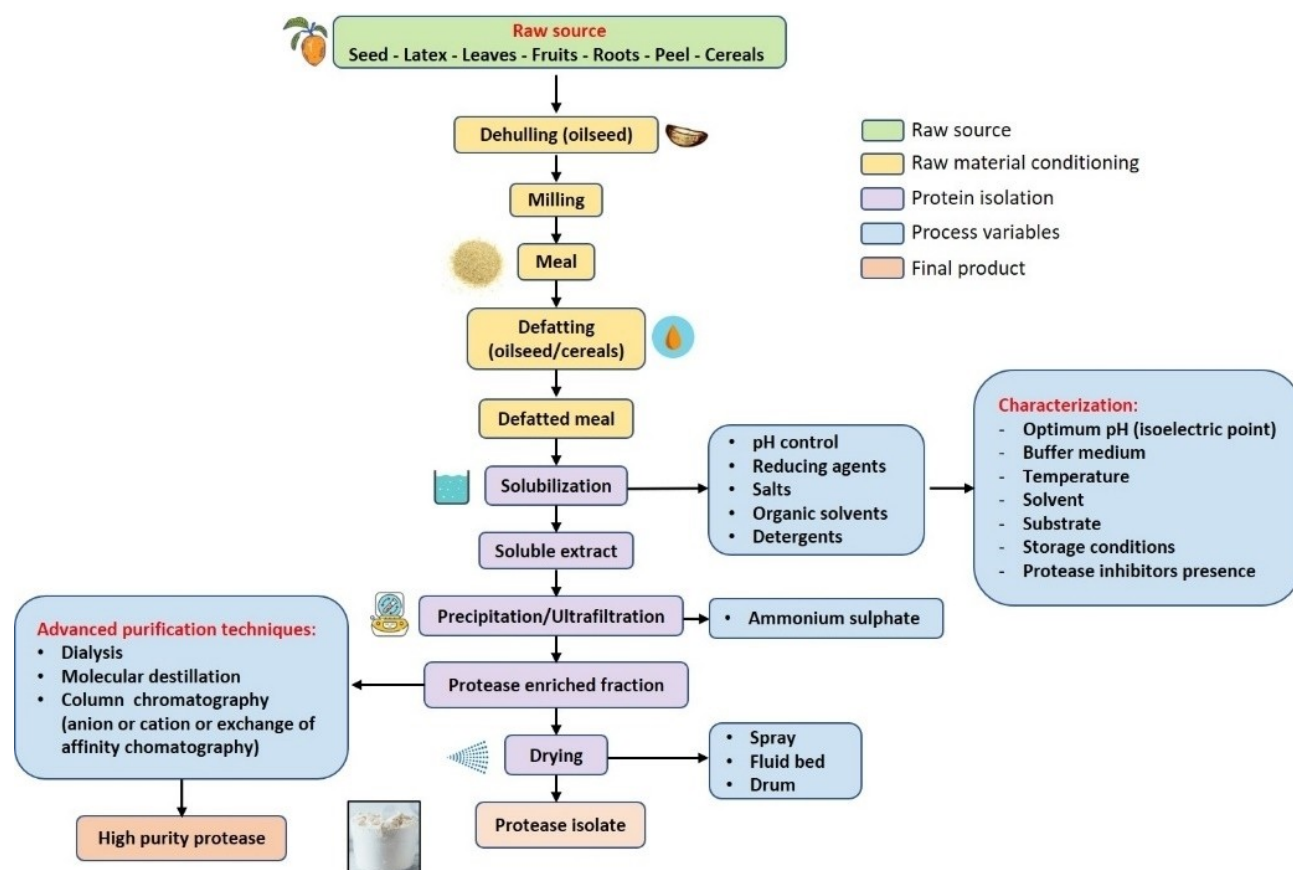 Raw source
Seed - Latex - Leaves - Fruits - Roots - Peel - Cereals
Dehulling (oilseed)
Milling
Meal
Defatting
(oilseed/cereals)
Defatted meal
Solubilization
• pH control
• Reducing agents
• Salts
• Organic solvents
• Detergents
Characterization:
- Optimum pH (isoelectric point)
- Buffer medium
- Temperature
- Solvent
- Substrate
- Storage conditions
- Protease inhibitors presence
Soluble extract
Precipitation/Ultrafiltration
• Ammonium sulphate
Protease enriched fraction
Advanced purification techniques:
• Dialysis
• Molecular destillation
• Column chromatography
(anion or cation or exchange of
affinity chomatography)
High purity protease
Drying
• Spray
• Fluid bed
• Drum
Protease isolate
Raw source
Raw material conditioning
Protein isolation
Process variables
Final product